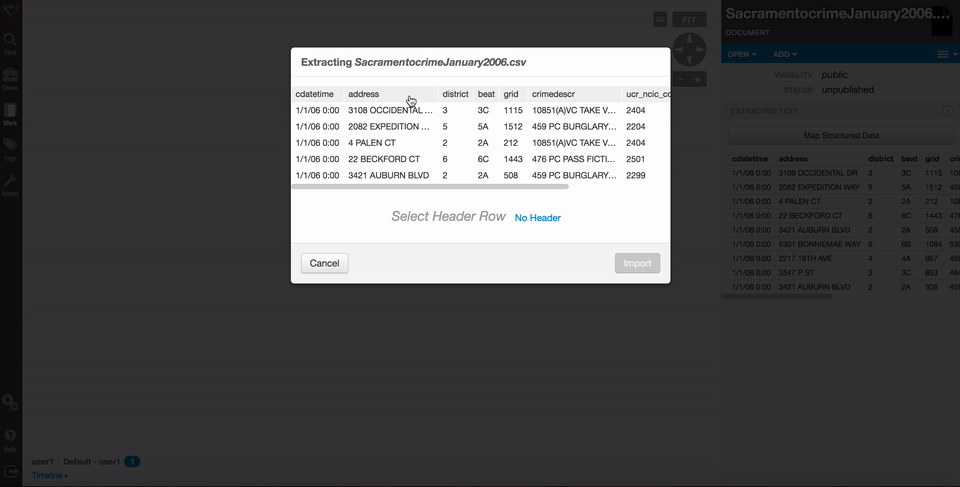 SacramentocrimeJanuary2006....
DOCUMENT
FIT
OPEN ADD
VISIBILITY public
STATUS unpublished
EXTRACTED TEXT
Map Structured Data
cdatetime address district beat grid
1/1/06 0:00 3108 OCCIDENTAL DR 3 3C 1115
1/1/06 0:00 2082 EXPEDITION WAY 5 5A 1512
1/1/06 0:00 4 PALEN CT 2 2A 212
1/1/06 0:00 22 BECKFORD CT 6 6C 1443
1/1/06 0:00 3421 AUBURN BLVD 2 2A 508
1/1/06 0:00 5301 BONNIEMAE WAY 6 6B 1084
1/1/06 0:00 2217 16TH AVE 4 4A 957
1/1/06 0:00 3547 P ST 3 3C 853
1/1/06 0:00 3421 AUBURN BLVD 2 2A 508
Extracting SacramentocrimeJanuary2006.csv
cdatetime address district beat grid crimedescr ucr_ncic_co
1/1/06 0:00 3108 OCCIDENTAL ... 3 3C 1115 10851(A)VC TAKE V... 2404
1/1/06 0:00 2082 EXPEDITION ... 5 5A 1512 459 PC BURGLARY... 2204
1/1/06 0:00 4 PALEN CT 2 2A 212 10851(A)VC TAKE V... 2404
1/1/06 0:00 22 BECKFORD CT 6 6C 1443 476 PC PASS FICTI... 2501
1/1/06 0:00 3421 AUBURN BLVD 2 2A 508 459 PC BURGLARY... 2299
Select Header Row No Header
Cancel Import
Find
Cases
Work
Tags
Admin
Help
user1 Default - user1 1
Timeline